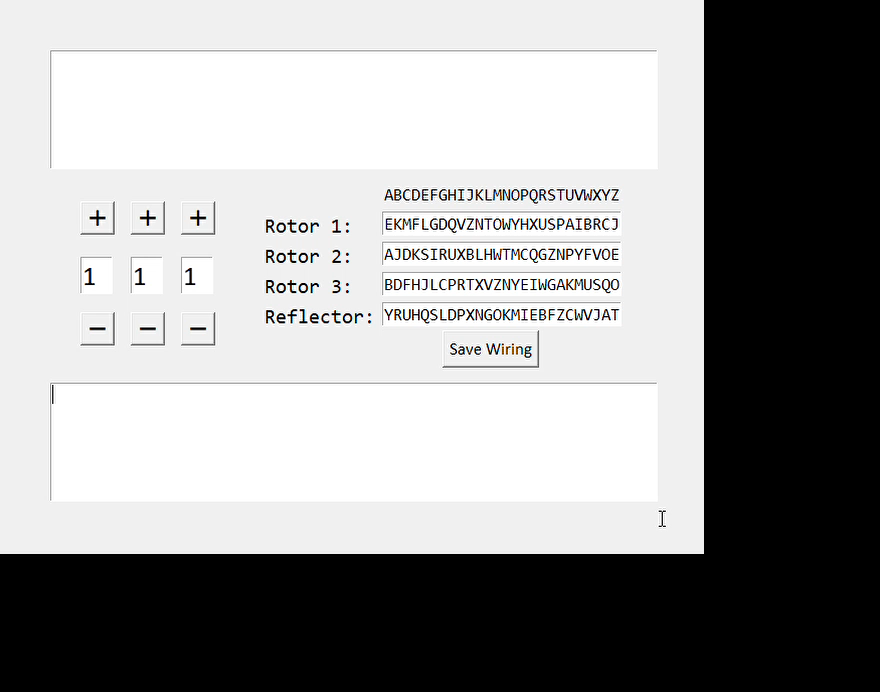 ABCDEFGHIJKLMNOPQRSTUVWXYZ
+ + +
Rotor 1: EKMFLGDQVZNTOWYHXUSPAIBRCJ
Rotor 2: AJDKSIRUXBLHWTMCQGZNPYFVOE
1 1 1
Rotor 3: BDFHJLCPRTXVZNYEIWGAKMUSQO
Reflector: YRUHQSLDPXNGOKMIEBFZCWVJAT
− − −
Save Wiring